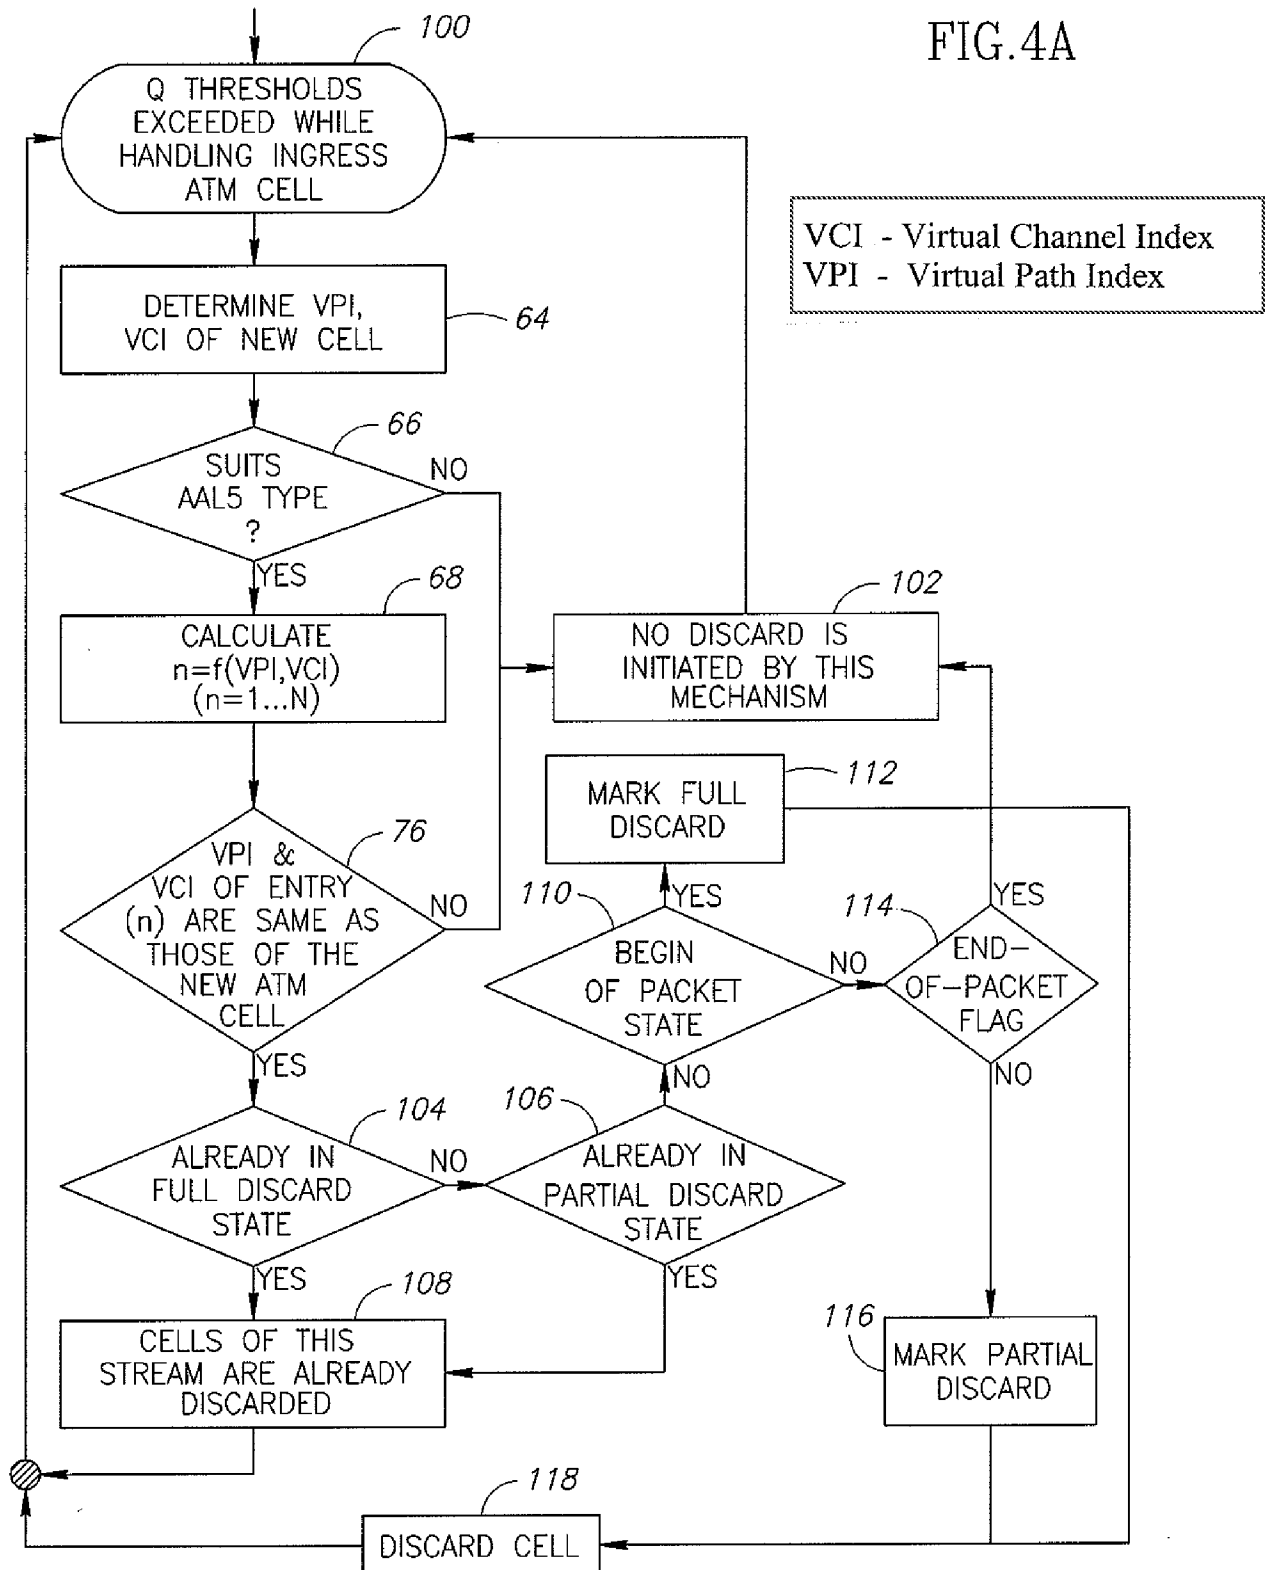 FIG.4A
100
Q THRESHOLDS
EXCEEDED WHILE
HANDLING INGRESS
ATM CELL
VCI - Virtual Channel Index
VPI - Virtual Path Index
DETERMINE VPI,
VCI OF NEW CELL
64
66
SUITS
AAL5 TYPE
?
NO
YES
68
CALCULATE
n=f(VPI,VCI)
(n=1...N)
102
NO DISCARD IS
INITIATED BY THIS
MECHANISM
76
VPI &
VCI OF ENTRY
(n) ARE SAME AS
THOSE OF THE
NEW ATM
CELL
NO
YES
112
MARK FULL
DISCARD
YES
110
BEGIN
OF PACKET
STATE
NO
114
YES
END-
OF-PACKET
FLAG
NO
104
ALREADY IN
FULL DISCARD
STATE
NO
YES
106
NO
ALREADY IN
PARTIAL DISCARD
STATE
YES
108
CELLS OF THIS
STREAM ARE ALREADY
DISCARDED
116
MARK PARTIAL
DISCARD
118
DISCARD CELL